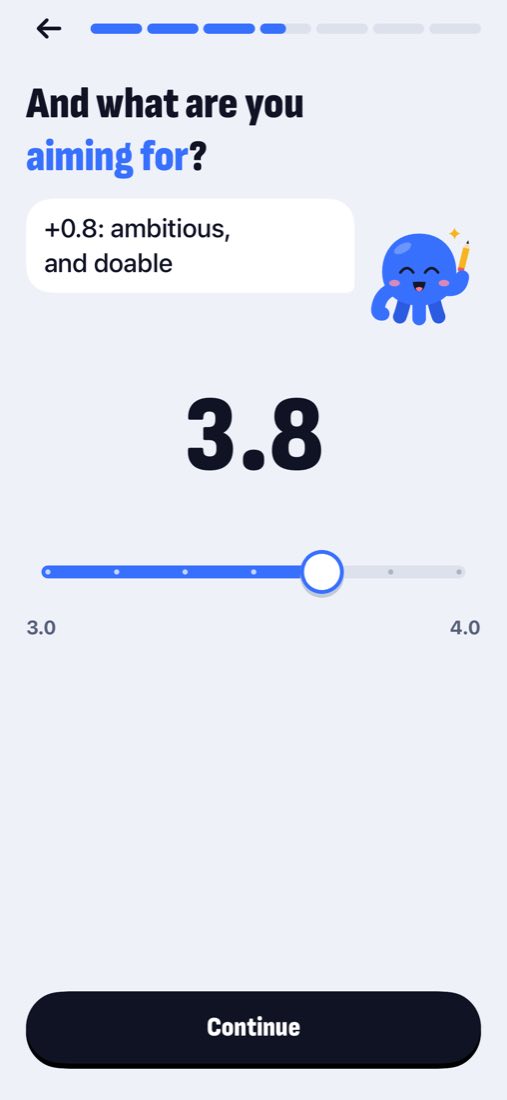 And what are you
aiming for?
+0.8: ambitious,
and doable
3.8
3.0
4.0
Continue